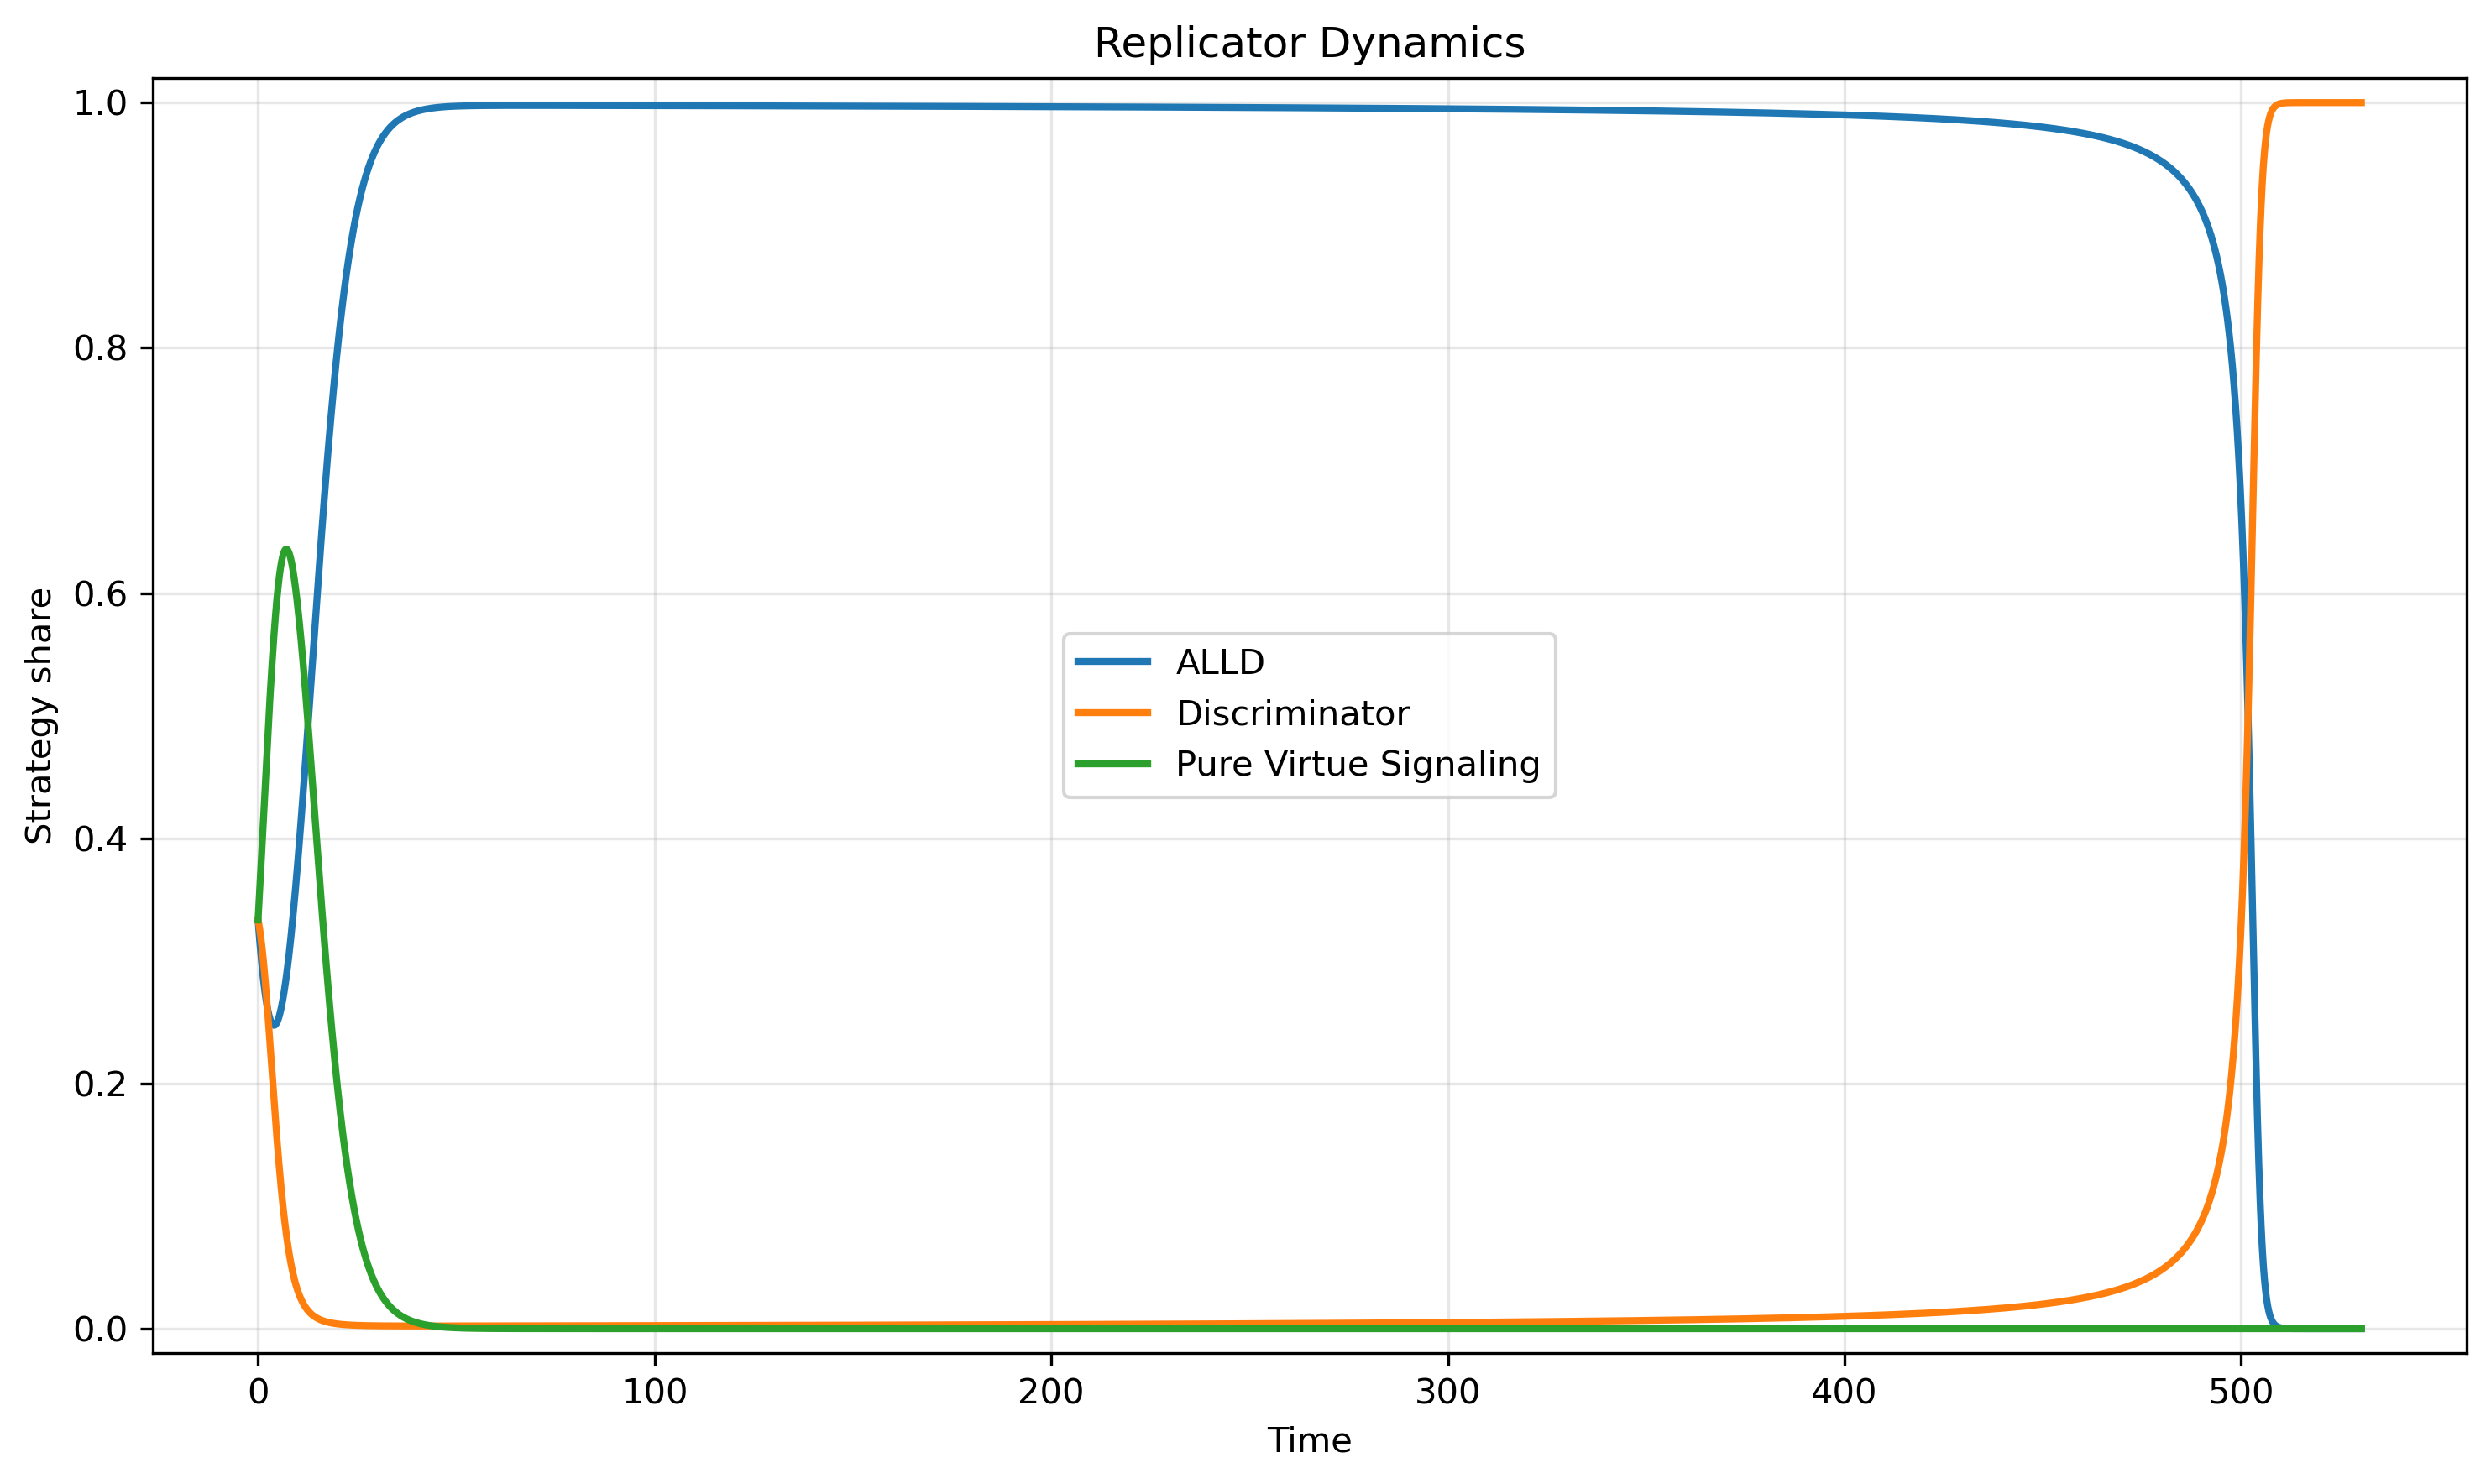 Replicator Dynamics
Strategy share
1.0
0.8
0.6
0.4
0.2
0.0
ALLD
Discriminator
Pure Virtue Signaling
0 100 200 300 400 500
Time